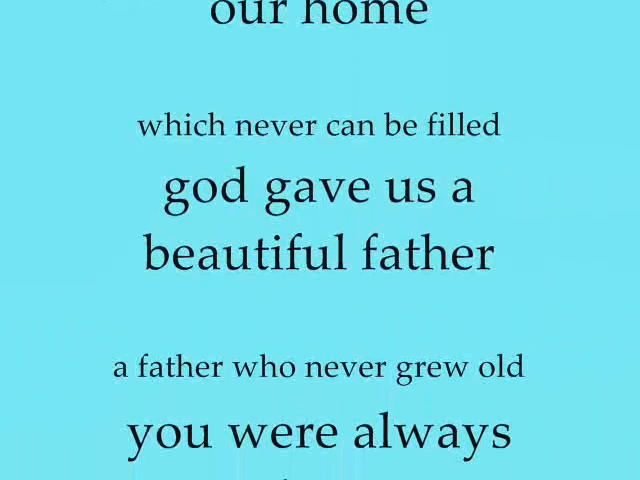 our home
which never can be filled
god gave us a
beautiful father
a father who never grew old
you were always